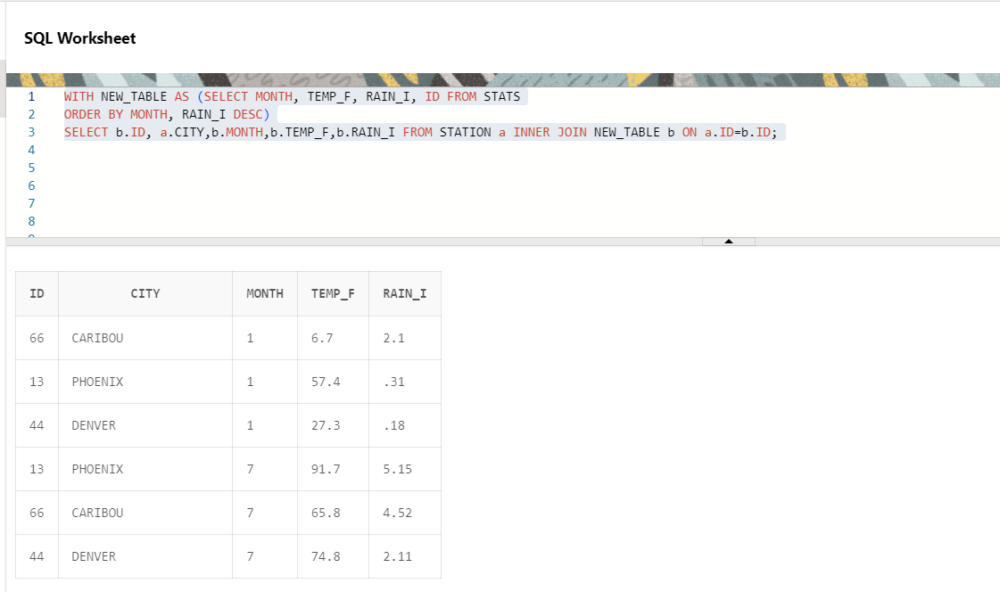 SQL Worksheet
1 WITH NEW_TABLE AS (SELECT MONTH, TEMP_F, RAIN_I, ID FROM STATS
2 ORDER BY MONTH, RAIN_I DESC)
3 SELECT b.ID, a.CITY,b.MONTH,b.TEMP_F,b.RAIN_I FROM STATION a INNER JOIN NEW_TABLE b ON a.ID=b.ID;
4
5
6
7
8
ID CITY MONTH TEMP_F RAIN_I
66 CARIBOU 1 6.7 2.1
13 PHOENIX 1 57.4 .31
44 DENVER 1 27.3 .18
13 PHOENIX 7 91.7 5.15
66 CARIBOU 7 65.8 4.52
44 DENVER 7 74.8 2.11